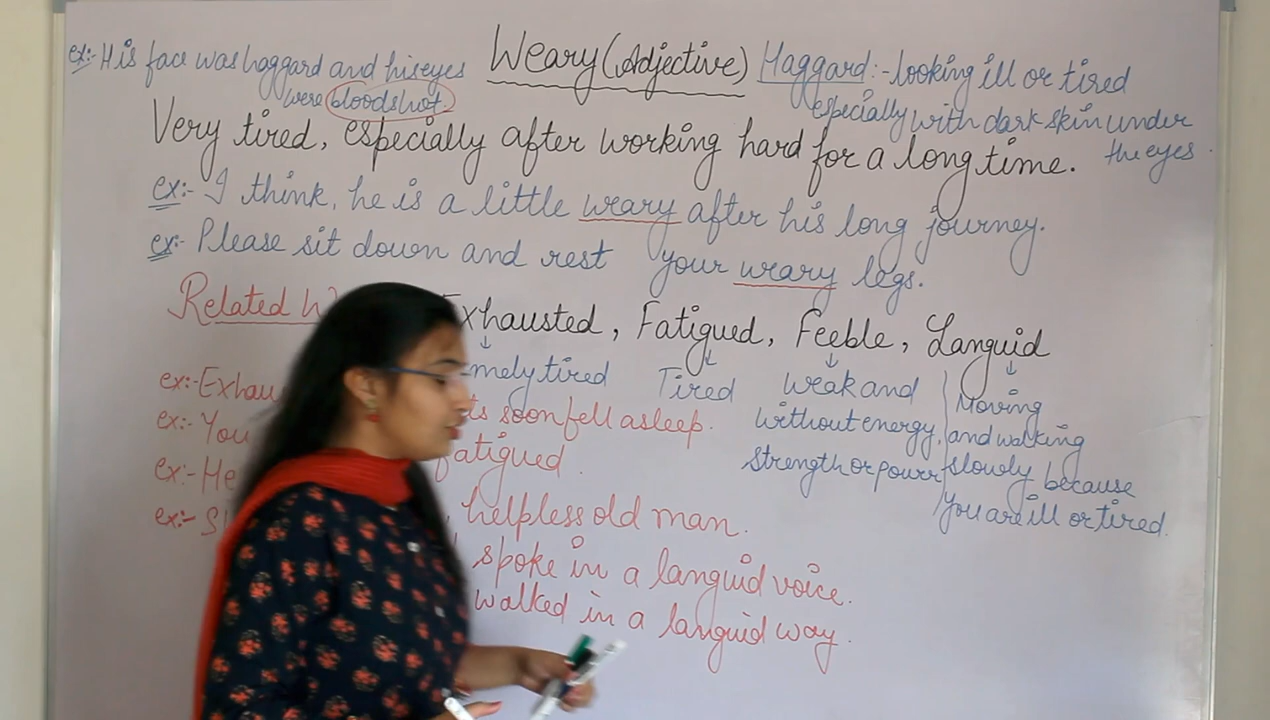 ex:- His face was haggard and his eyes
were bloodshot.
Weary (Adjective)
Haggard:- looking ill or tired
especially with dark skin under
the eyes.
Very tired, especially after working hard for a long time.
ex:- I think, he is a little weary after his long journey.
ex:- Please sit down and rest your weary legs.
Related Exhausted, Fatigued, Feeble, Languid
tired Tired weak and
without energy,
strength or power
Moving
and walking
slowly because
you are ill or tired.
ex:- soon fell asleep.
ex:- You fatigued.
ex:- He helpless old man.
ex:- spoke in a languid voice.
walked in a languid way.